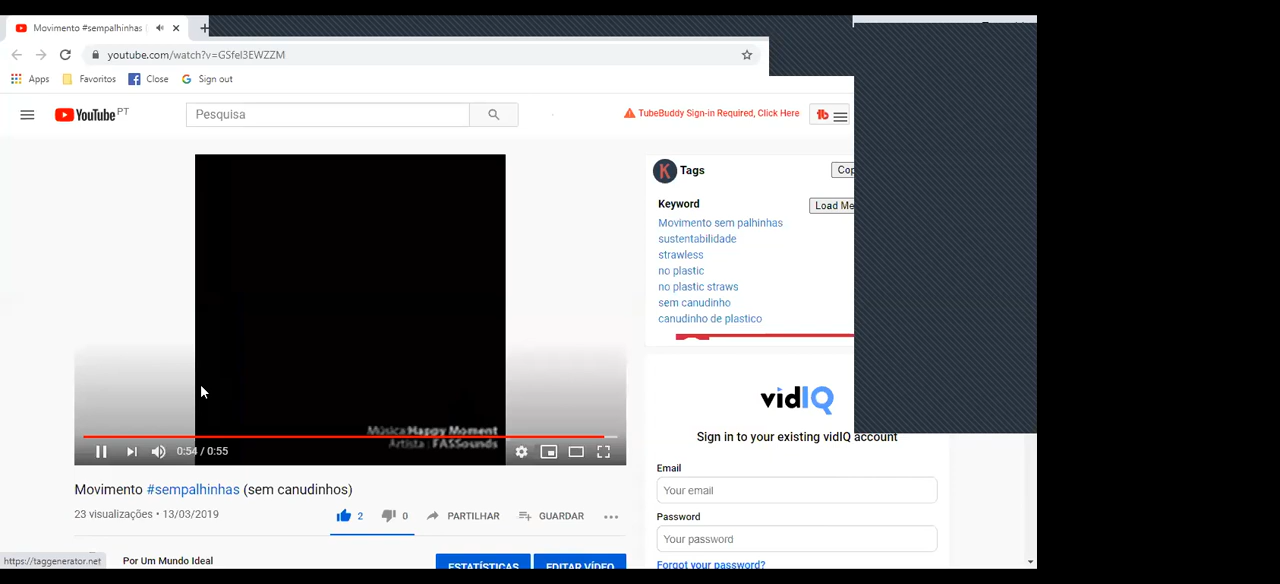 Movimento #sempalhinhas
youtube.com/watch?v=GSfel3EWZZM
Apps Favoritos Close Sign out
YouTube PT
Pesquisa
TubeBuddy Sign-in Required, Click Here
tb
K Tags
Cop
Keyword
Load Me
Movimento sem palhinhas
sustentabilidade
strawless
no plastic
no plastic straws
sem canudinho
canudinho de plastico
Música:Happy Moment
Artista : FASSounds
0:54 / 0:55
vidIQ
Sign in to your existing vidIQ account
Email
Your email
Password
Your password
Forgot your password?
Movimento #sempalhinhas (sem canudinhos)
23 visualizações • 13/03/2019
2 0 PARTILHAR GUARDAR
https://taggenerator.net
Por Um Mundo Ideal
ESTATÍSTICAS EDITAR VÍDEO